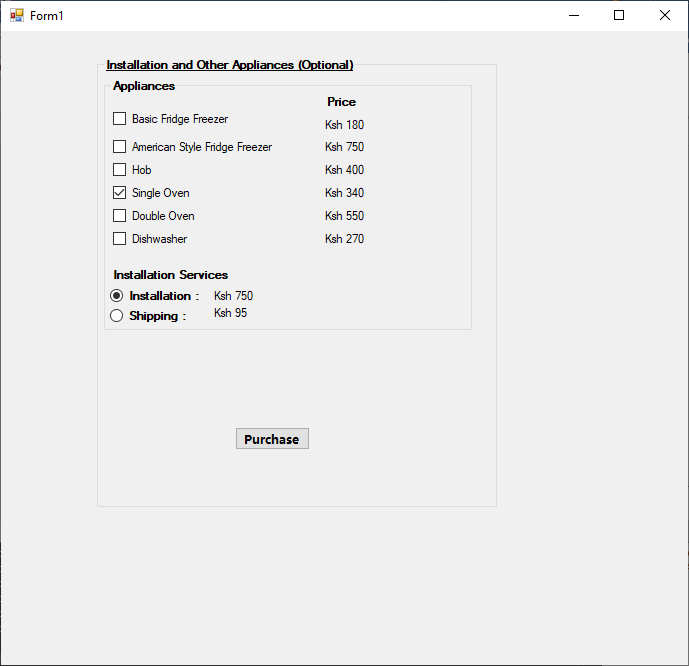 Form1
Installation and Other Appliances (Optional)
Appliances
Price
Basic Fridge Freezer Ksh 180
American Style Fridge Freezer Ksh 750
Hob Ksh 400
Single Oven Ksh 340
Double Oven Ksh 550
Dishwasher Ksh 270
Installation Services
Installation : Ksh 750
Shipping : Ksh 95
Purchase